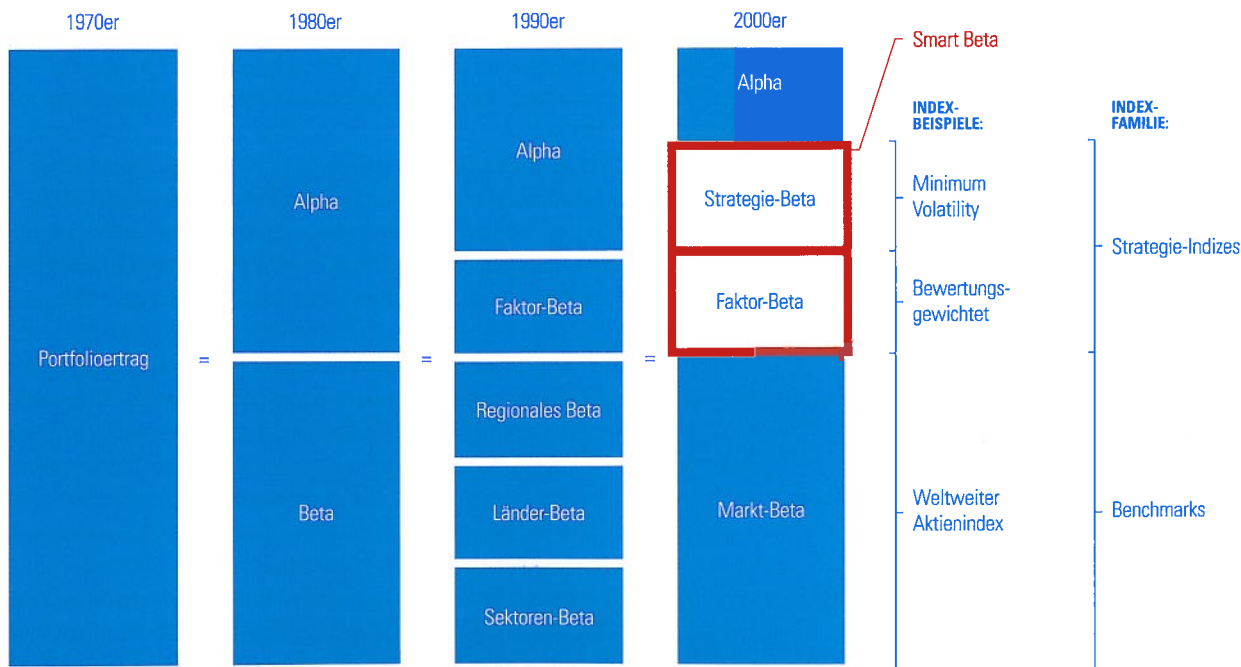 1970er
1980er
1990er
2000er
Smart Beta
INDEX-
BEISPIELE:
INDEX-
FAMILIE:
Portfolioertrag
=
Alpha
Beta
=
Alpha
Faktor-Beta
Regionales Beta
Länder-Beta
Sektoren-Beta
=
Alpha
Strategie-Beta
Faktor-Beta
Markt-Beta
Minimum
Volatility
Bewertungs-
gewichtet
Weltweiter
Aktienindex
Strategie-Indizes
Benchmarks